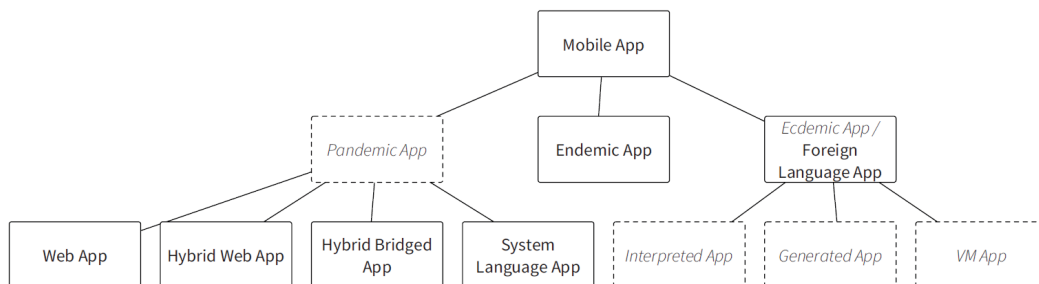 Mobile App
Pandemic App
Endemic App
Ecdemic App /
Foreign
Language App
Web App
Hybrid Web App
Hybrid Bridged
App
System
Language App
Interpreted App
Generated App
VM App